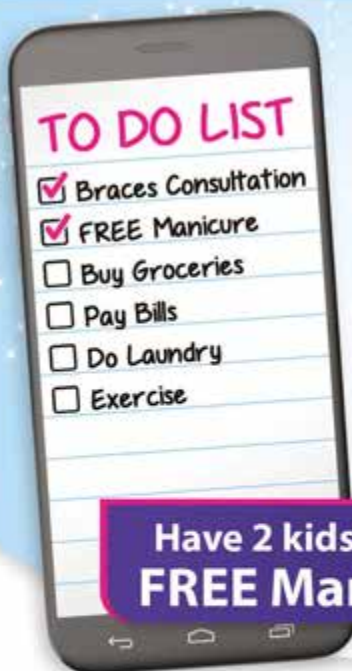 TO DO LIST
Braces Consultation
FREE Manicure
Buy Groceries
Pay Bills
Do Laundry
Exercise
Have 2 kids
FREE Ma